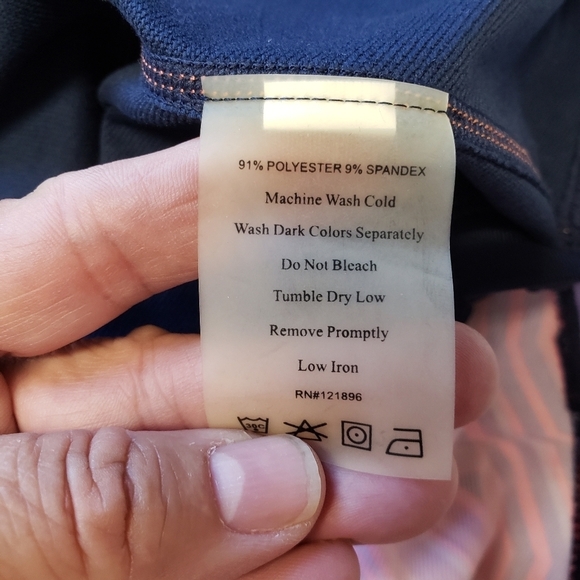 91% POLYESTER 9% SPANDEX
Machine Wash Cold
Wash Dark Colors Separately
Do Not Bleach
Tumble Dry Low
Remove Promptly
Low Iron
RN#121896
30C